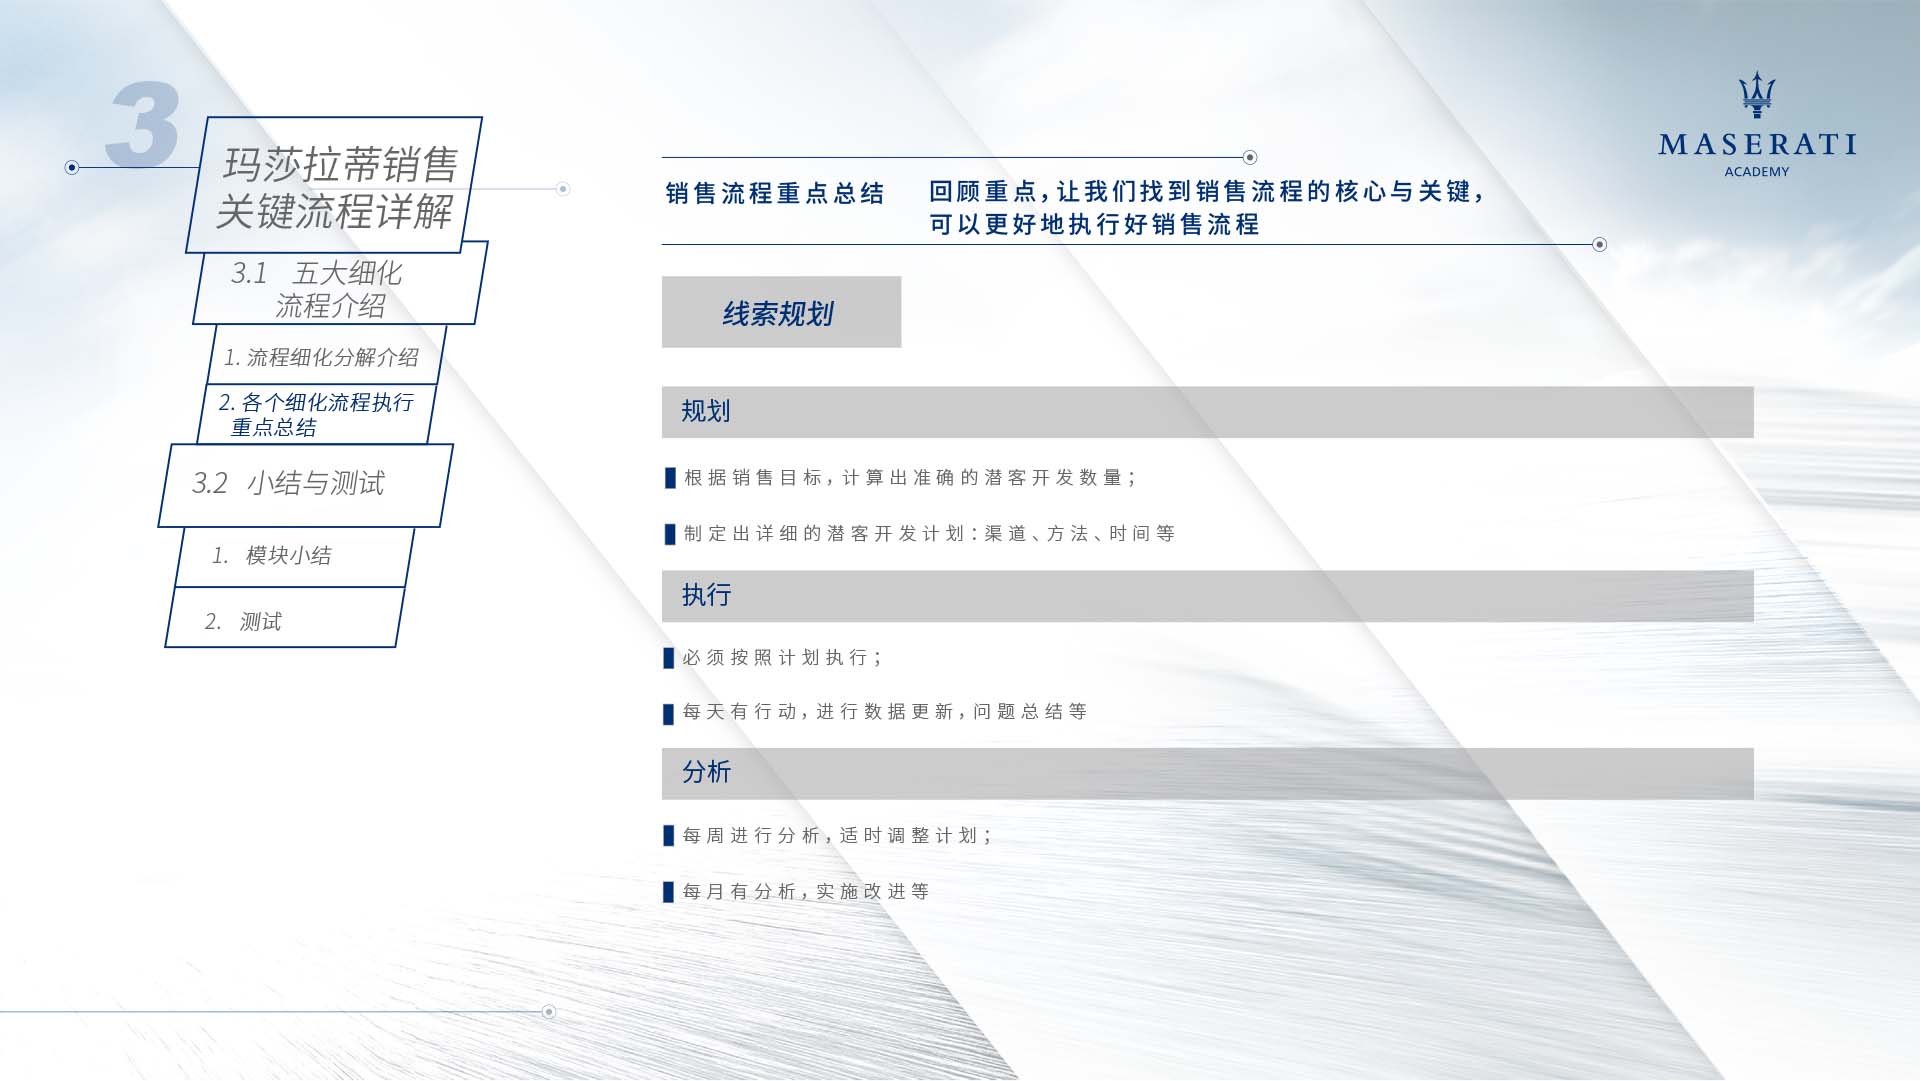 3
玛莎拉蒂销售
关键流程详解
3.1 五大细化
流程介绍
1. 流程细化分解介绍
2. 各个细化流程执行
重点总结
3.2 小结与测试
1. 模块小结
2. 测试
MASERATI
ACADEMY
销售流程重点总结
回顾重点，让我们找到销售流程的核心与关键，
可以更好地执行好销售流程
线索规划
规划
根据销售目标，计算出准确的潜客开发数量；
制定出详细的潜客开发计划：渠道、方法、时间等
执行
必须按照计划执行；
每天有行动，进行数据更新，问题总结等
分析
每周进行分析，适时调整计划；
每月有分析，实施改进等